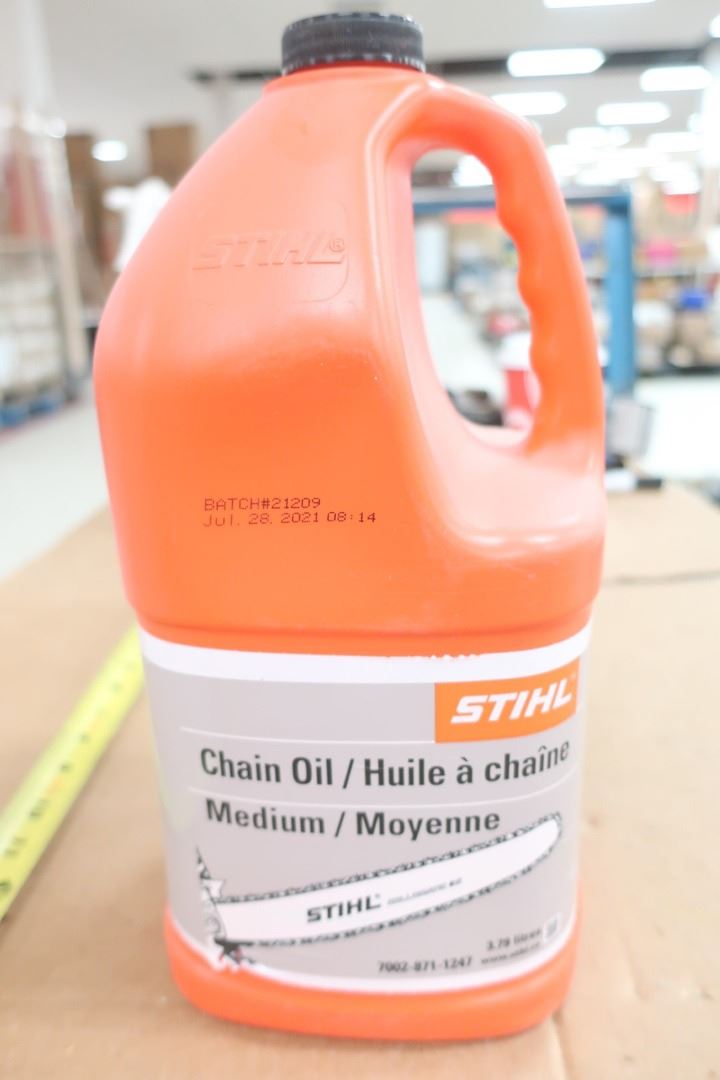 STIHL®
BATCH#21209
Jul. 28. 2021 08:14
STIHL
Chain Oil / Huile à chaîne
Medium / Moyenne
STIHL
3.79 litres
7002-871-1247